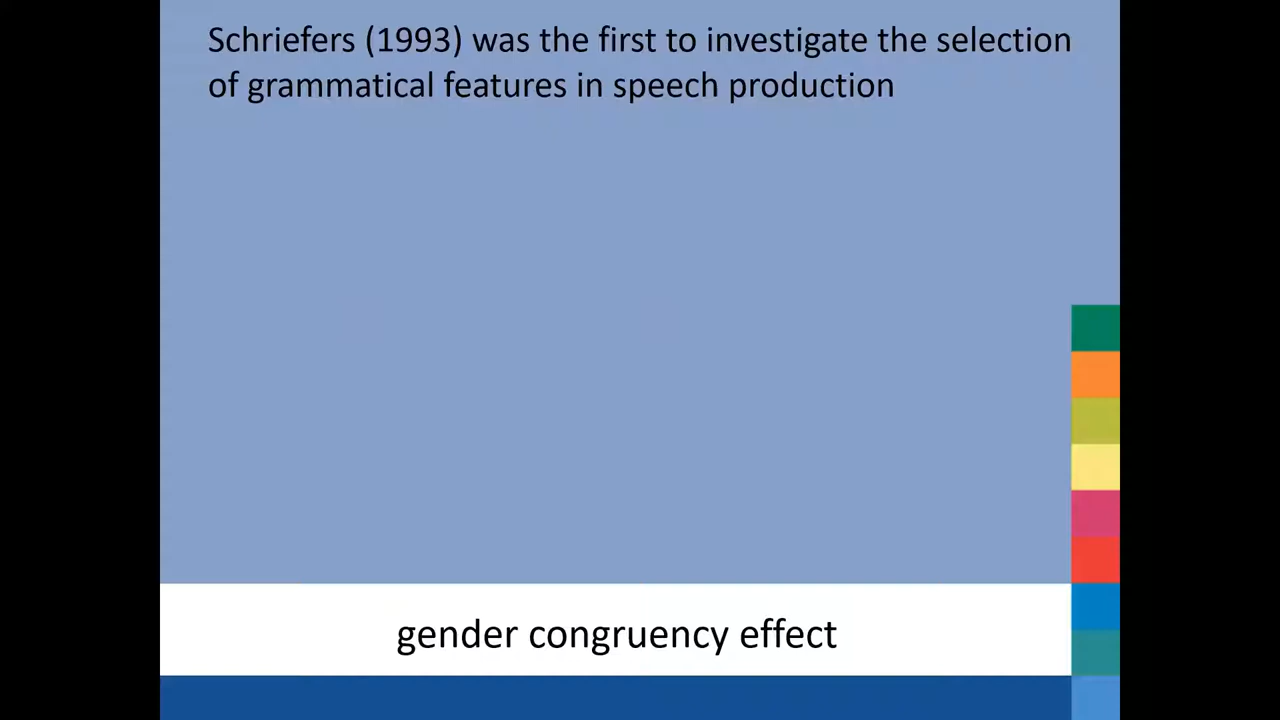 Schriefers (1993) was the first to investigate the selection
of grammatical features in speech production
gender congruency effect